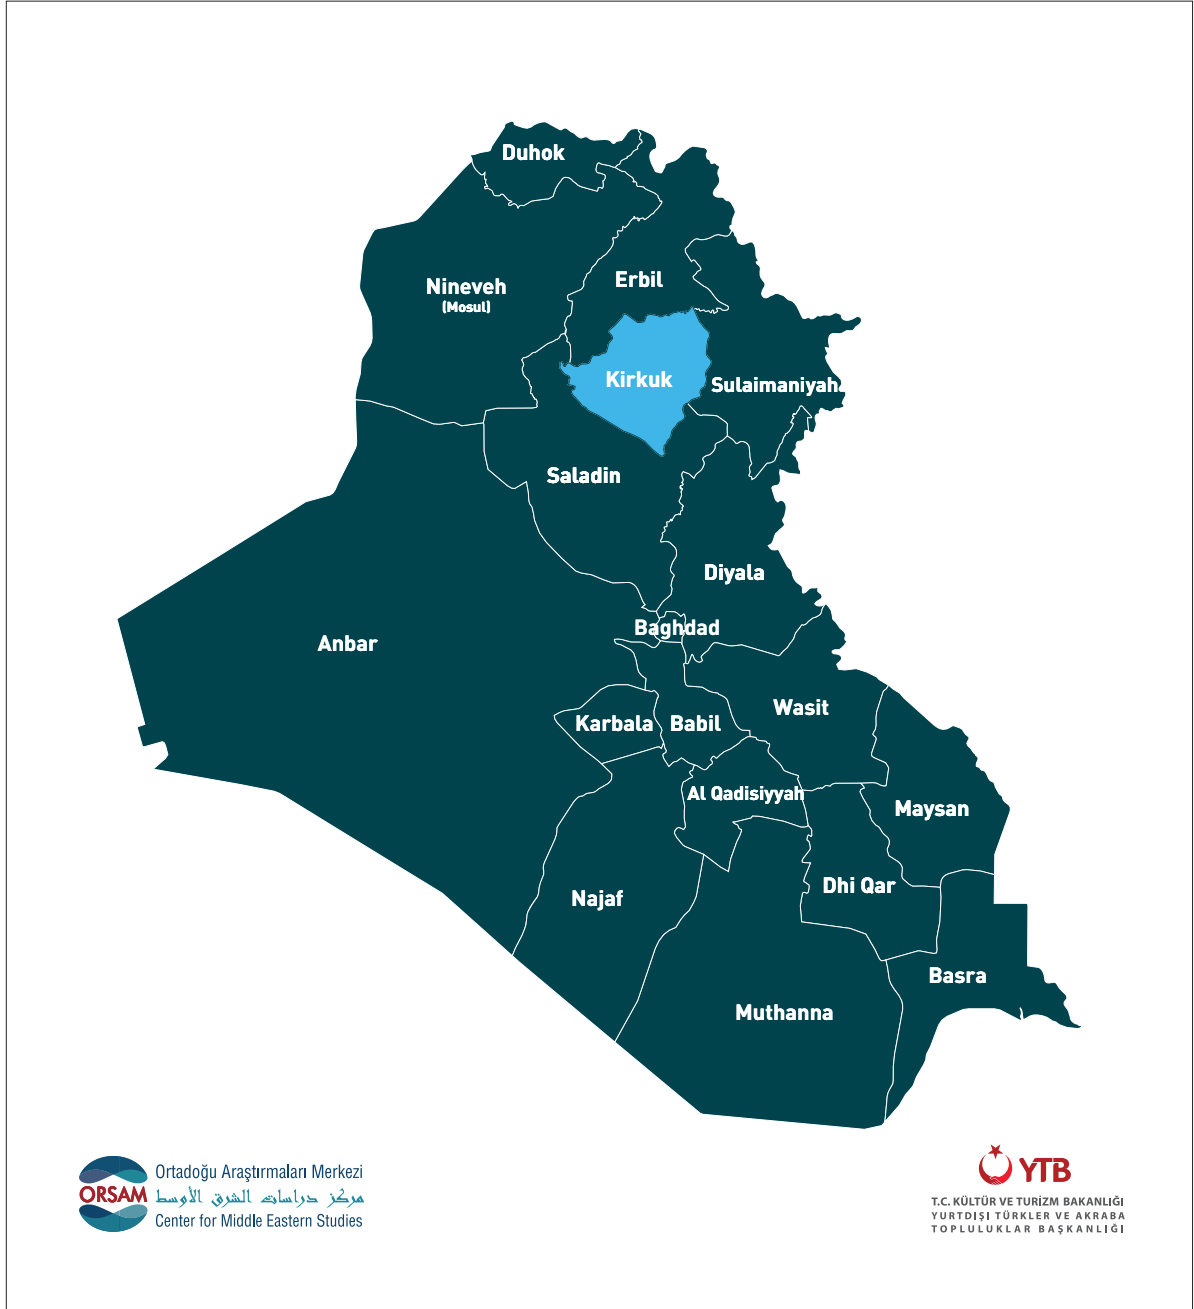 Duhok
Erbil
Nineveh
(Mosul)
Kirkuk
Sulaimaniyah
Saladin
Diyala
Baghdad
Anbar
Wasit
Karbala
Babil
Al Qadisiyyah
Maysan
Dhi Qar
Najaf
Basra
Muthanna
ORSAM
Ortadoğu Araştırmaları Merkezi
مركز دراسات الشرق الأوسط
Center for Middle Eastern Studies
YTB
T.C. KÜLTÜR VE TURİZM BAKANLIĞI
YURTDIŞI TÜRKLER VE AKRABA
TOPLULUKLAR BAŞKANLIĞI